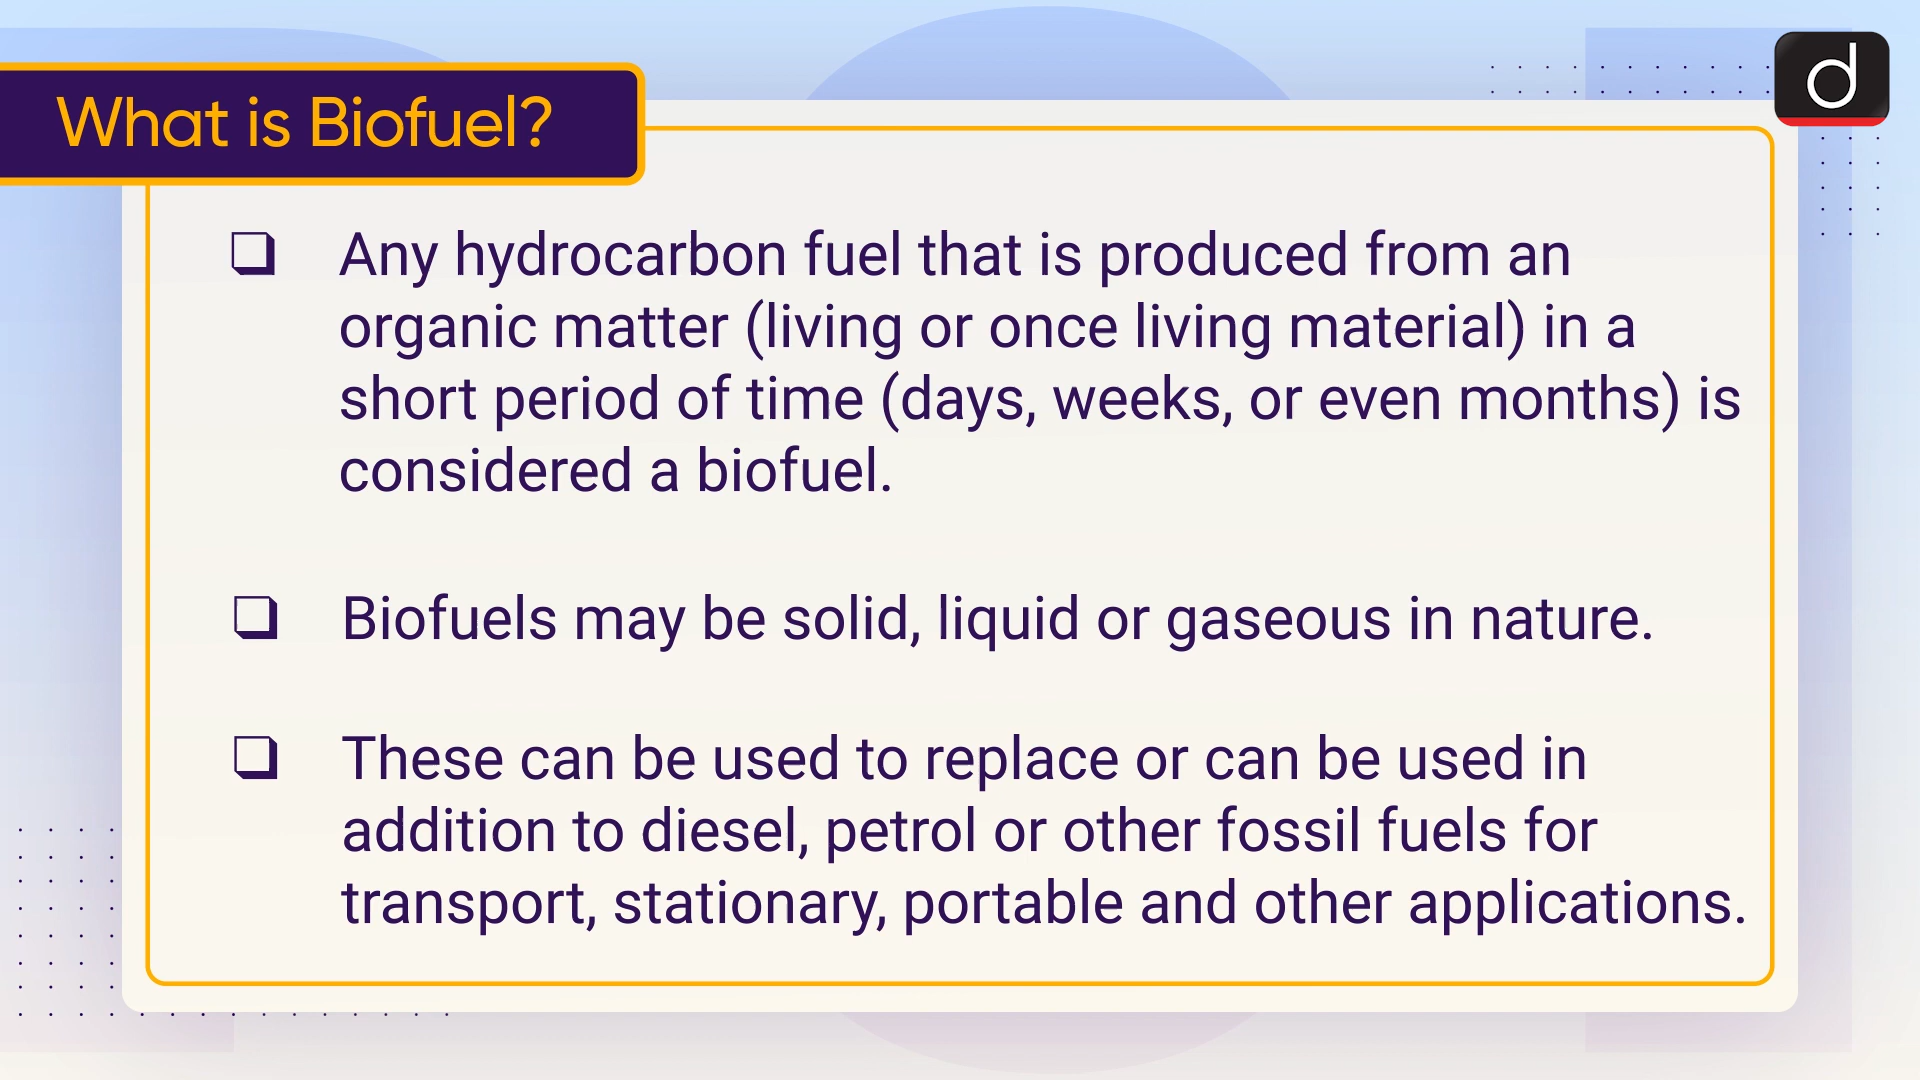 What is Biofuel?
d
❑ Any hydrocarbon fuel that is produced from an
organic matter (living or once living material) in a
short period of time (days, weeks, or even months) is
considered a biofuel.
❑ Biofuels may be solid, liquid or gaseous in nature.
❑ These can be used to replace or can be used in
addition to diesel, petrol or other fossil fuels for
transport, stationary, portable and other applications.